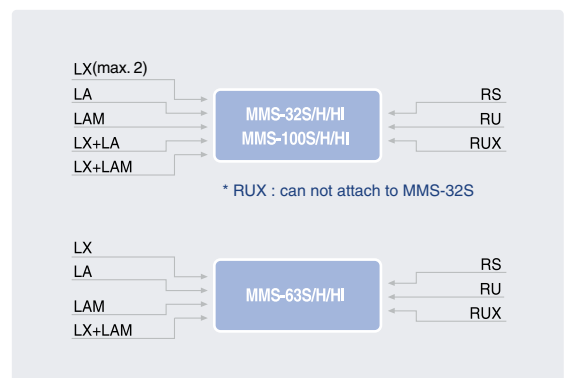 LX(max. 2)
LA
LAM
LX+LA
LX+LAM
MMS-32S/H/HI
MMS-100S/H/HI
RS
RU
RUX
* RUX : can not attach to MMS-32S
LX
LA
LAM
LX+LAM
MMS-63S/H/HI
RS
RU
RUX